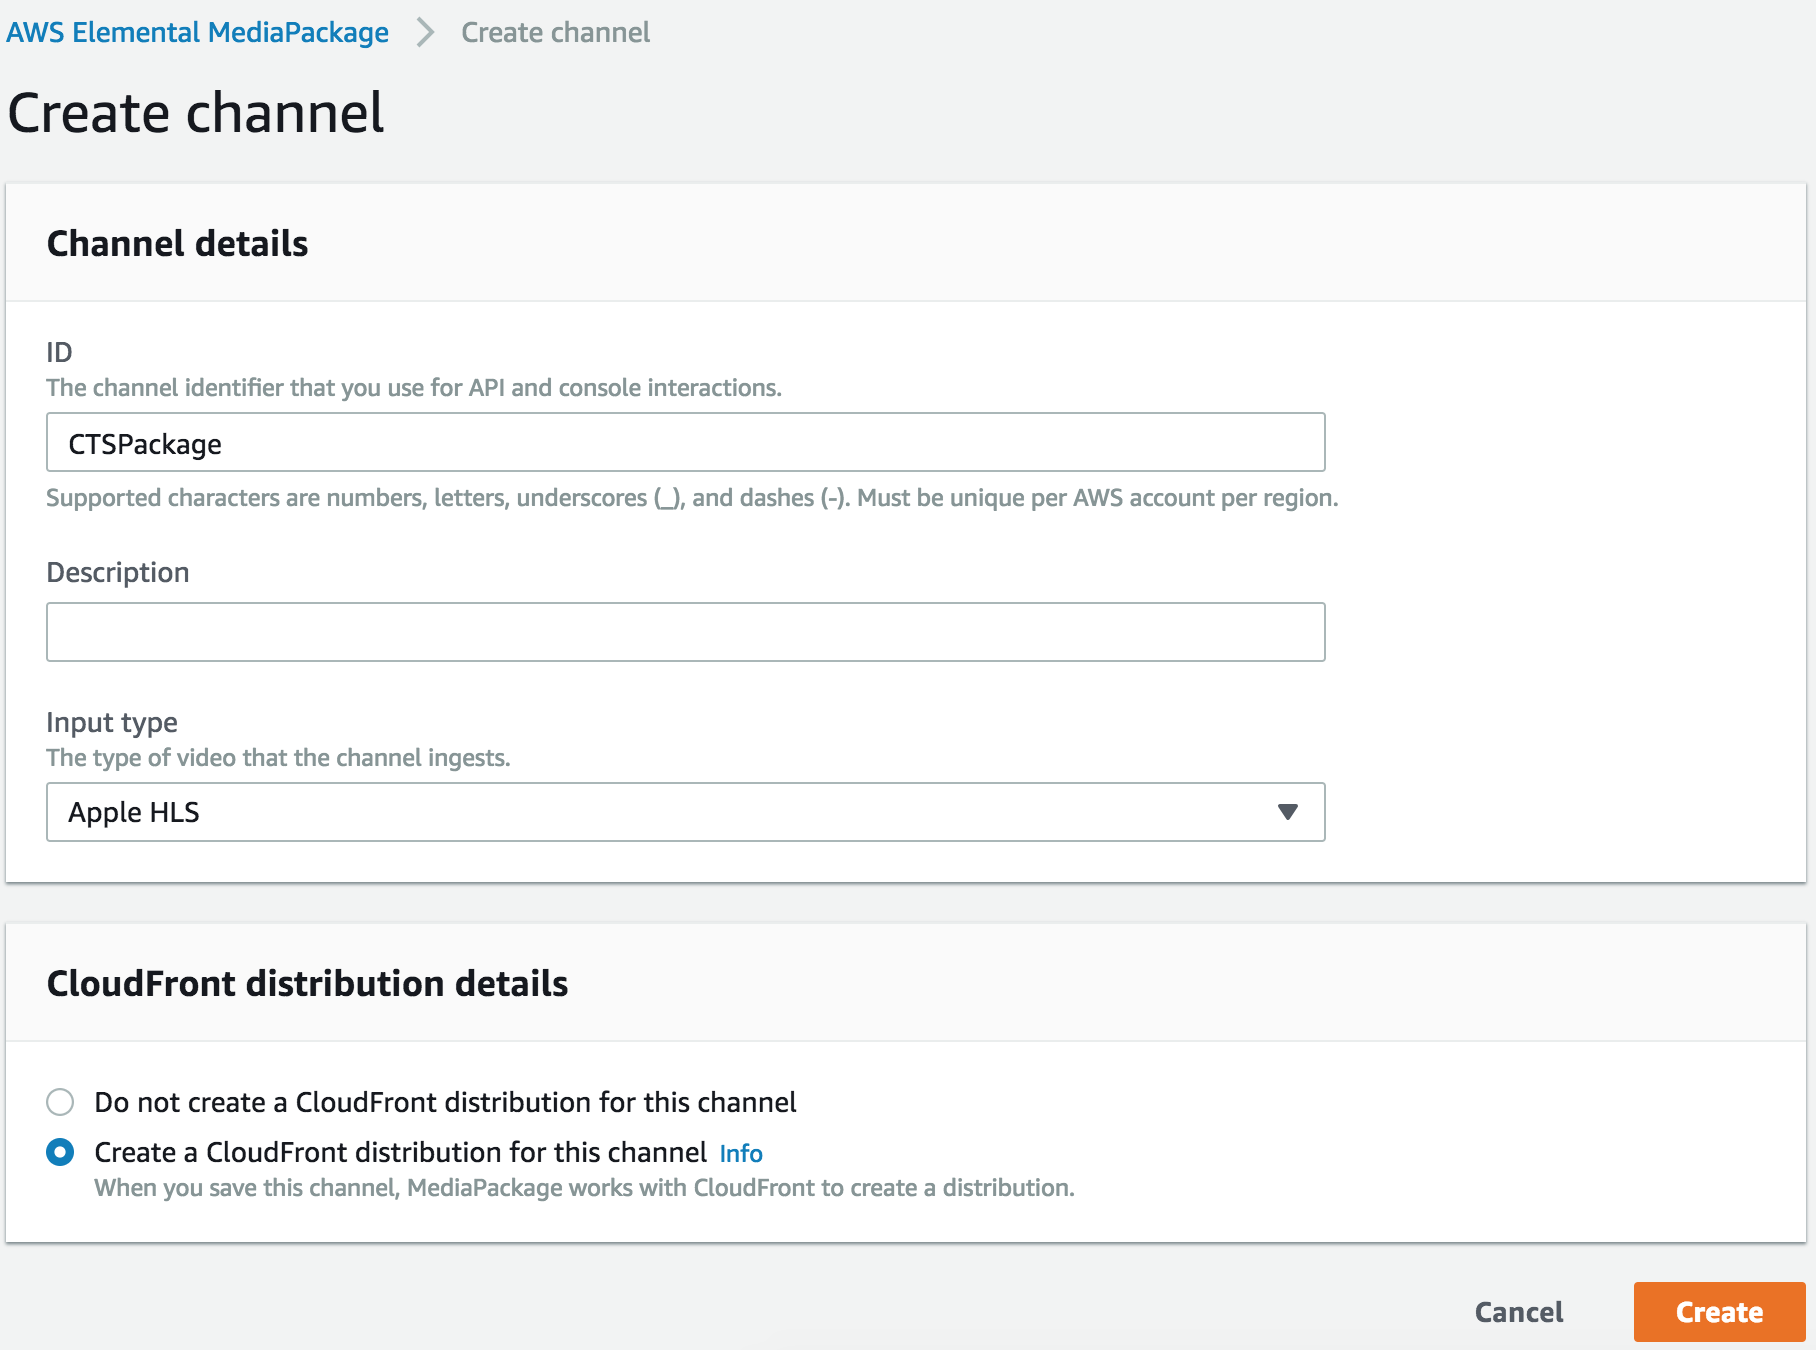 AWS Elemental MediaPackage > Create channel
Create channel
Channel details
ID
The channel identifier that you use for API and console interactions.
CTSPackage
Supported characters are numbers, letters, underscores (_), and dashes (-). Must be unique per AWS account per region.
Description
Input type
The type of video that the channel ingests.
Apple HLS
CloudFront distribution details
Do not create a CloudFront distribution for this channel
Create a CloudFront distribution for this channel Info
When you save this channel, MediaPackage works with CloudFront to create a distribution.
Cancel Create